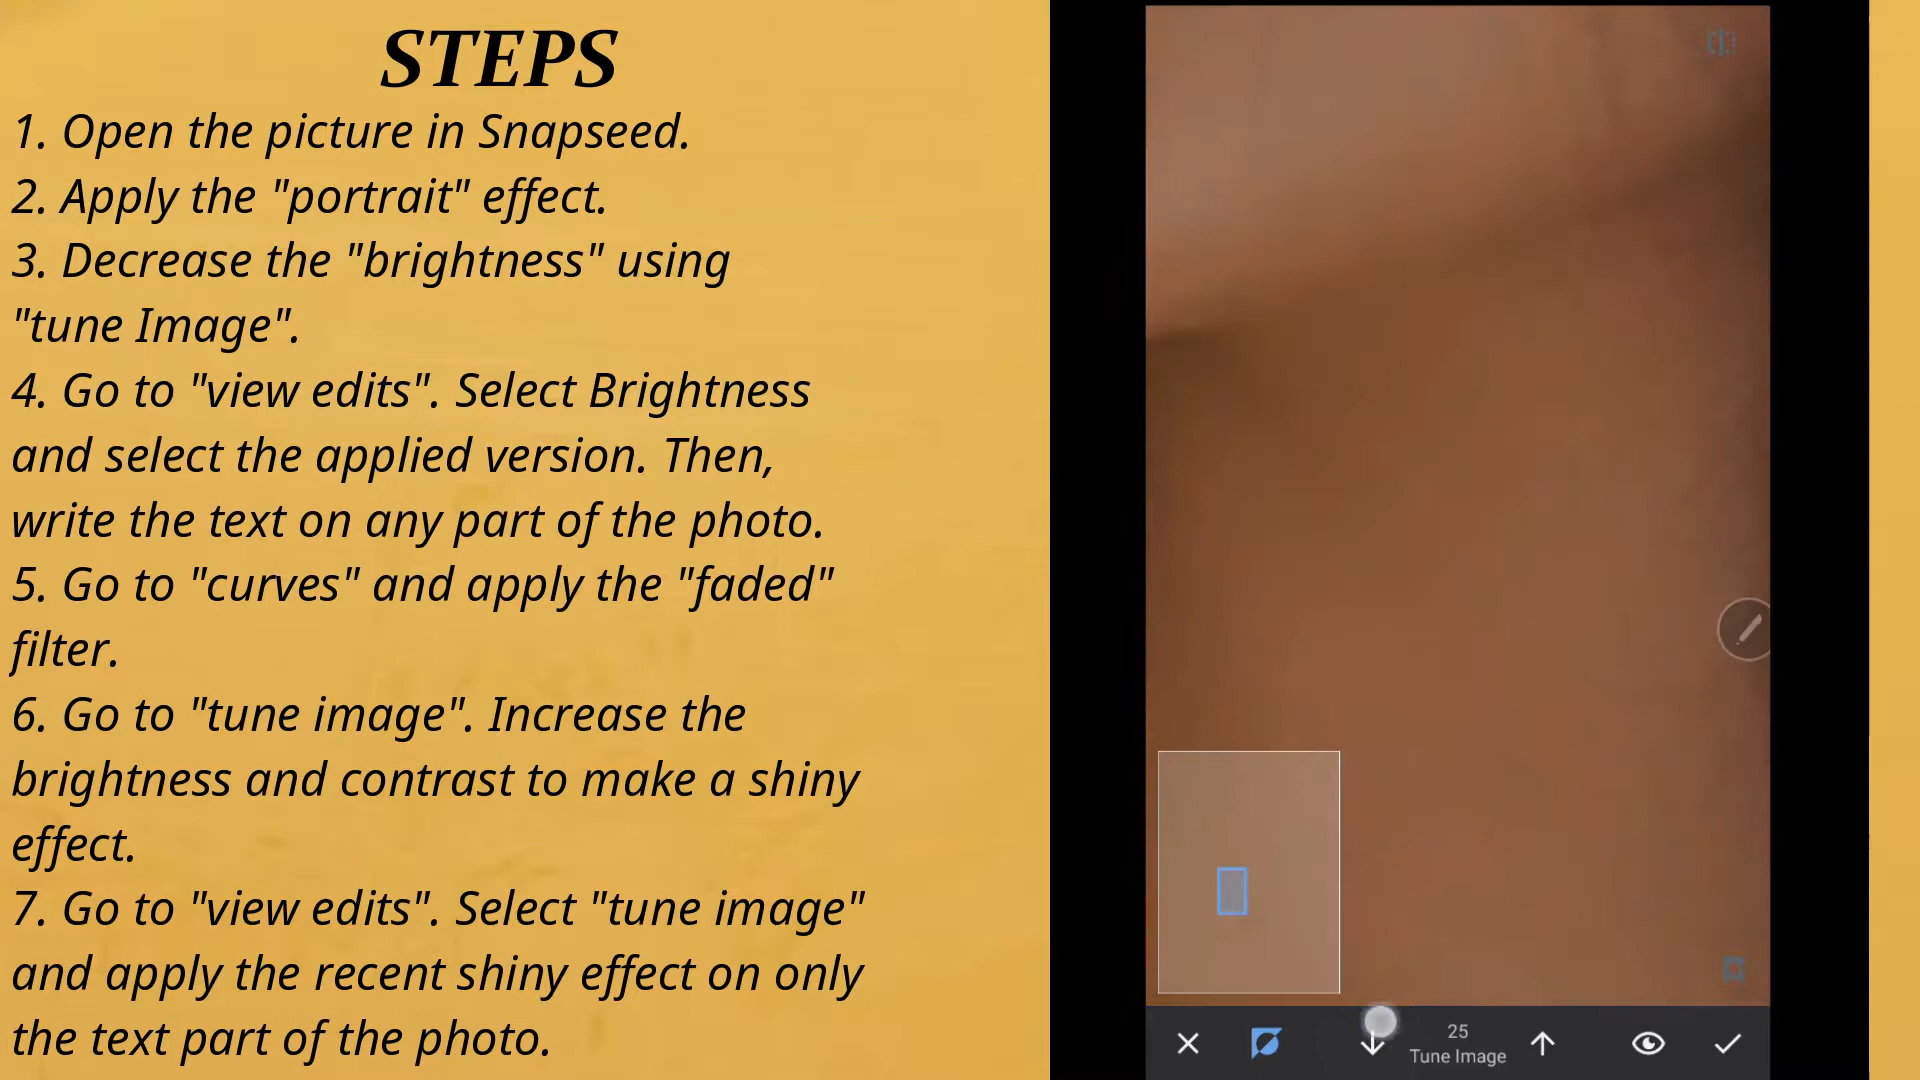 STEPS
1. Open the picture in Snapseed.
2. Apply the "portrait" effect.
3. Decrease the "brightness" using
"tune Image".
4. Go to "view edits". Select Brightness
and select the applied version. Then,
write the text on any part of the photo.
5. Go to "curves" and apply the "faded"
filter.
6. Go to "tune image". Increase the
brightness and contrast to make a shiny
effect.
7. Go to "view edits". Select "tune image"
and apply the recent shiny effect on only
the text part of the photo.
25
Tune Image